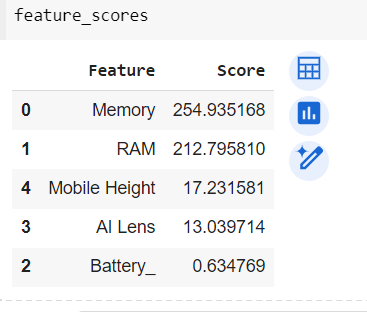 feature_scores
Feature Score
0 Memory 254.935168
1 RAM 212.795810
4 Mobile Height 17.231581
3 AI Lens 13.039714
2 Battery_ 0.634769